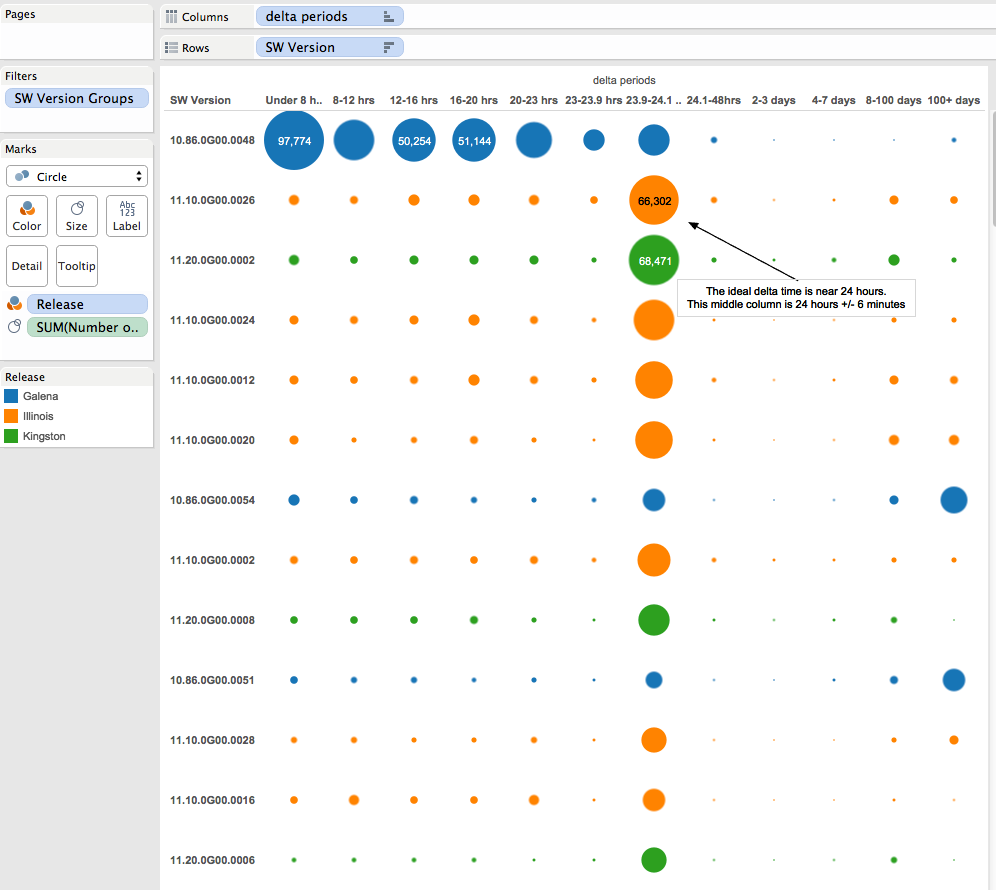 Pages
Columns
delta periods
Rows
SW Version
Filters
SW Version Groups
Marks
Circle
Color
Size
Abc
123
Label
Detail
Tooltip
Release
SUM(Number o..
Release
Galena
Illinois
Kingston
delta periods
SW Version Under 8 h.. 8-12 hrs 12-16 hrs 16-20 hrs 20-23 hrs 23-23.9 hrs 23.9-24.1 .. 24.1-48hrs 2-3 days 4-7 days 8-100 days 100+ days
10.86.0G00.0048 97,774 50,254 51,144
11.10.0G00.0026 66,302
11.20.0G00.0002 68,471
The ideal delta time is near 24 hours.
This middle column is 24 hours +/- 6 minutes
11.10.0G00.0024
11.10.0G00.0012
11.10.0G00.0020
10.86.0G00.0054
11.10.0G00.0002
11.20.0G00.0008
10.86.0G00.0051
11.10.0G00.0028
11.10.0G00.0016
11.20.0G00.0006